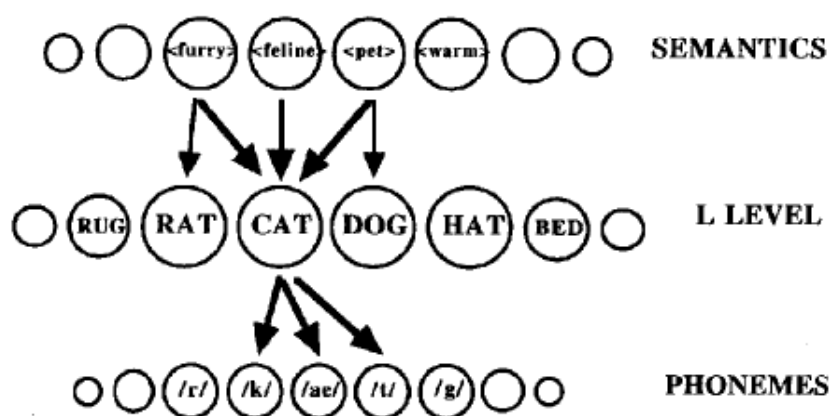 <furry> <feline> <pet> <warm> SEMANTICS
RUG RAT CAT DOG HAT BED L LEVEL
/r/ /k/ /ae/ /t/ /g/ PHONEMES